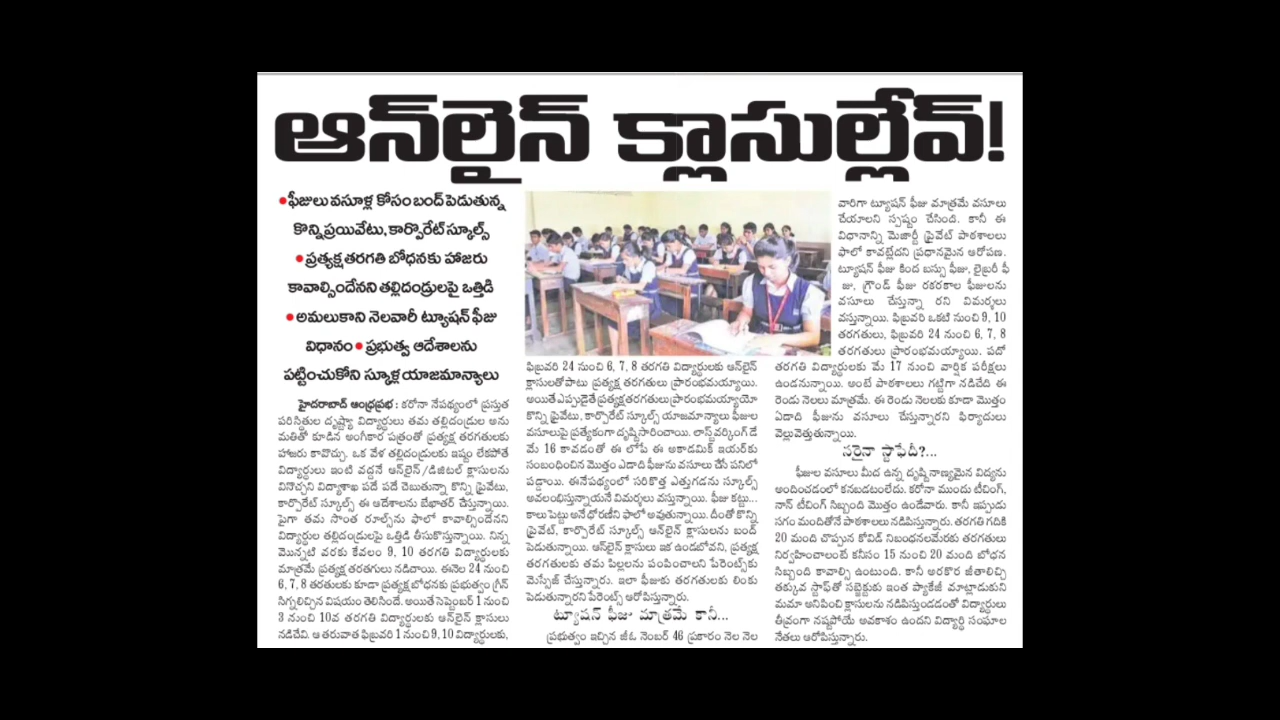 ఆన్‌లైన్ క్లాసుల్లేవ్!
•ఫీజులు వసూళ్ల కోసం బంద్ పెడుతున్న
కొన్ని ప్రయివేటు, కార్పొరేట్ స్కూల్స్
• ప్రత్యక్ష తరగతి బోధనకు హాజరు
కావాల్సిందేనని తల్లిదండ్రులపై ఒత్తిడి
• అమలుకాని నెలవారీ ట్యూషన్ ఫీజు
విధానం • ప్రభుత్వ ఆదేశాలను
పట్టించుకోని స్కూళ్ల యాజమాన్యాలు
హైదరాబాద్ ఆంధ్రప్రభ : కరోనా నేపథ్యంలో ప్రస్తుత
పరిస్థితుల దృష్ట్యా విద్యార్థులు తమ తల్లిదండ్రుల అను
మతితో కూడిన అంగీకార పత్రంతో ప్రత్యక్ష తరగతులకు
హాజరు కావొచ్చు. ఒక వేళ తల్లిదండ్రులకు ఇష్టం లేకపోతే
విద్యార్థులు ఇంటి వద్దనే ఆన్‌లైన్/డిజిటల్ క్లాసులను
వినొచ్చని విద్యాశాఖ పదే పదే చెబుతున్నా కొన్ని ప్రైవేటు,
కార్పొరేట్ స్కూల్స్ ఈ ఆదేశాలను బేఖాతర్ చేస్తున్నాయి.
పైగా తమ సొంత రూల్స్‌ను ఫాలో కావాల్సిందేనని
విద్యార్థుల తల్లిదండ్రులపై ఒత్తిడి తీసుకొస్తున్నాయి. నిన్న
మొన్నటి వరకు కేవలం 9, 10 తరగతి విద్యార్థులకు
మాత్రమే ప్రత్యక్ష తరతగులు నడిచాయి. ఈనెల 24 నుంచి
6, 7, 8 తరతులకు కూడా ప్రత్యక్ష బోధనకు ప్రభుత్వం గ్రీన్
సిగ్నలిచ్చిన విషయం తెలిసిందే. అయితే సెప్టెంబర్ 1 నుంచి
3 నుంచి 10వ తరగతి విద్యార్థులకు ఆన్‌లైన్ క్లాసులు
నడిచేవి. ఆ తరువాత ఫిబ్రవరి 1 నుంచి 9, 10 విద్యార్థులకు,
ఫిబ్రవరి 24 నుంచి 6, 7, 8 తరగతి విద్యార్థులకు ఆన్‌లైన్
క్లాసులతోపాటు ప్రత్యక్ష తరగతులు ప్రారంభమయ్యాయి.
అయితే ఎప్పుడైతే ప్రత్యక్ష తరగతులు ప్రారంభమయ్యాయో
కొన్ని ప్రైవేటు, కార్పొరేట్ స్కూల్స్ యాజమాన్యాలు ఫీజుల
వసూలుపై ప్రత్యేకంగా దృష్టిసారించాయి. లాస్ట్ వర్కింగ్ డే
మే 16 కావడంతో ఈ లోపే ఈ అకాడమిక్ ఇయర్‌కు
సంబంధించిన మొత్తం ఎడాది ఫీజును వసూలు చేసే పనిలో
పడ్డాయి. ఈనేపథ్యంలో సరికొత్త ఎత్తుగడను స్కూల్స్
అవలంభిస్తున్నాయనే విమర్శలు వస్తున్నాయి. ఫీజు కట్టు...
కాలు పెట్టు అనే ధోరణీని ఫాలో అవుతున్నాయి. దీంతో కొన్ని
ప్రైవేట్, కార్పొరేట్ స్కూల్స్ ఆన్‌లైన్ క్లాసులను బంద్
పెడుతున్నాయి. ఆన్‌లైన్ క్లాసులు ఇక ఉండబోవని, ప్రత్యక్ష
తరగతులకు తమ పిల్లలను పంపించాలని పేరెంట్స్‌కు
మెస్సేజ్ చేస్తున్నారు. ఇలా ఫీజుకు తరగతులకు లింకు
పెడుతున్నారని పేరెంట్స్ ఆరోపిస్తున్నారు.
ట్యూషన్ ఫీజు మాత్రమే కానీ...
ప్రభుత్వం ఇచ్చిన జీఓ నెంబర్ 46 ప్రకారం నెల నెల
వారిగా ట్యూషన్ ఫీజు మాత్రమే వసూలు
చేయాలని స్పష్టం చేసింది. కానీ ఈ
విధానాన్ని మెజార్టీ ప్రైవేట్ పాఠశాలలు
ఫాలో కావట్లేదని ప్రధానమైన ఆరోపణ.
ట్యూషన్ ఫీజు కింద బస్సు ఫీజు, లైబ్రరీ ఫీ
జు, గ్రౌండ్ ఫీజు రకరకాల ఫీజులను
వసూలు చేస్తున్నా రని విమర్శలు
వస్తున్నాయి. ఫిబ్రవరి ఒకటి నుంచి 9, 10
తరగతులు, ఫిబ్రవరి 24 నుంచి 6, 7, 8
తరగతులు ప్రారంభమయ్యాయి. పదో
తరగతి విద్యార్థులకు మే 17 నుంచి వార్షిక పరీక్షలు
ఉండనున్నాయి. అంటే పాఠశాలలు గట్టిగా నడిచేది ఈ
రెండు నెలలు మాత్రమే. ఈ రెండు నెలలకు కూడా మొత్తం
ఏడాది ఫీజును వసూలు చేస్తున్నారని ఫిర్యాదులు
వెల్లువెత్తుతున్నాయి.
సరైనా స్టాఫేదీ?...
ఫీజుల వసూలు మీద ఉన్న దృష్టి నాణ్యమైన విద్యను
అందించడంలో కనబడటంలేదు. కరోనా ముందు టీచింగ్,
నాన్ టీచింగ్ సిబ్బంది మొత్తం ఉండేవారు. కానీ ఇప్పుడు
సగం మందితోనే పాఠశాలలు నడిపిస్తున్నారు. తరగతి గదికి
20 మంది చొప్పున కోవిడ్ నిబంధనలమేరకు తరగతులు
నిర్వహించాలంటే కనీసం 15 నుంచి 20 మంది బోధన
సిబ్బంది కావాల్సి ఉంటుంది. కానీ అరకొర జీతాలిచ్చి
తక్కువ స్టాఫ్‌తో సబ్జెక్టుకు ఇంత ప్యాకేజీ మాట్లాడుకుని
మమా అనిపించి క్లాసులను నడిపిస్తుండడంతో విద్యార్థులు
తీవ్రంగా నష్టపోయే అవకాశం ఉందని విద్యార్థి సంఘాల
నేతలు ఆరోపిస్తున్నారు.